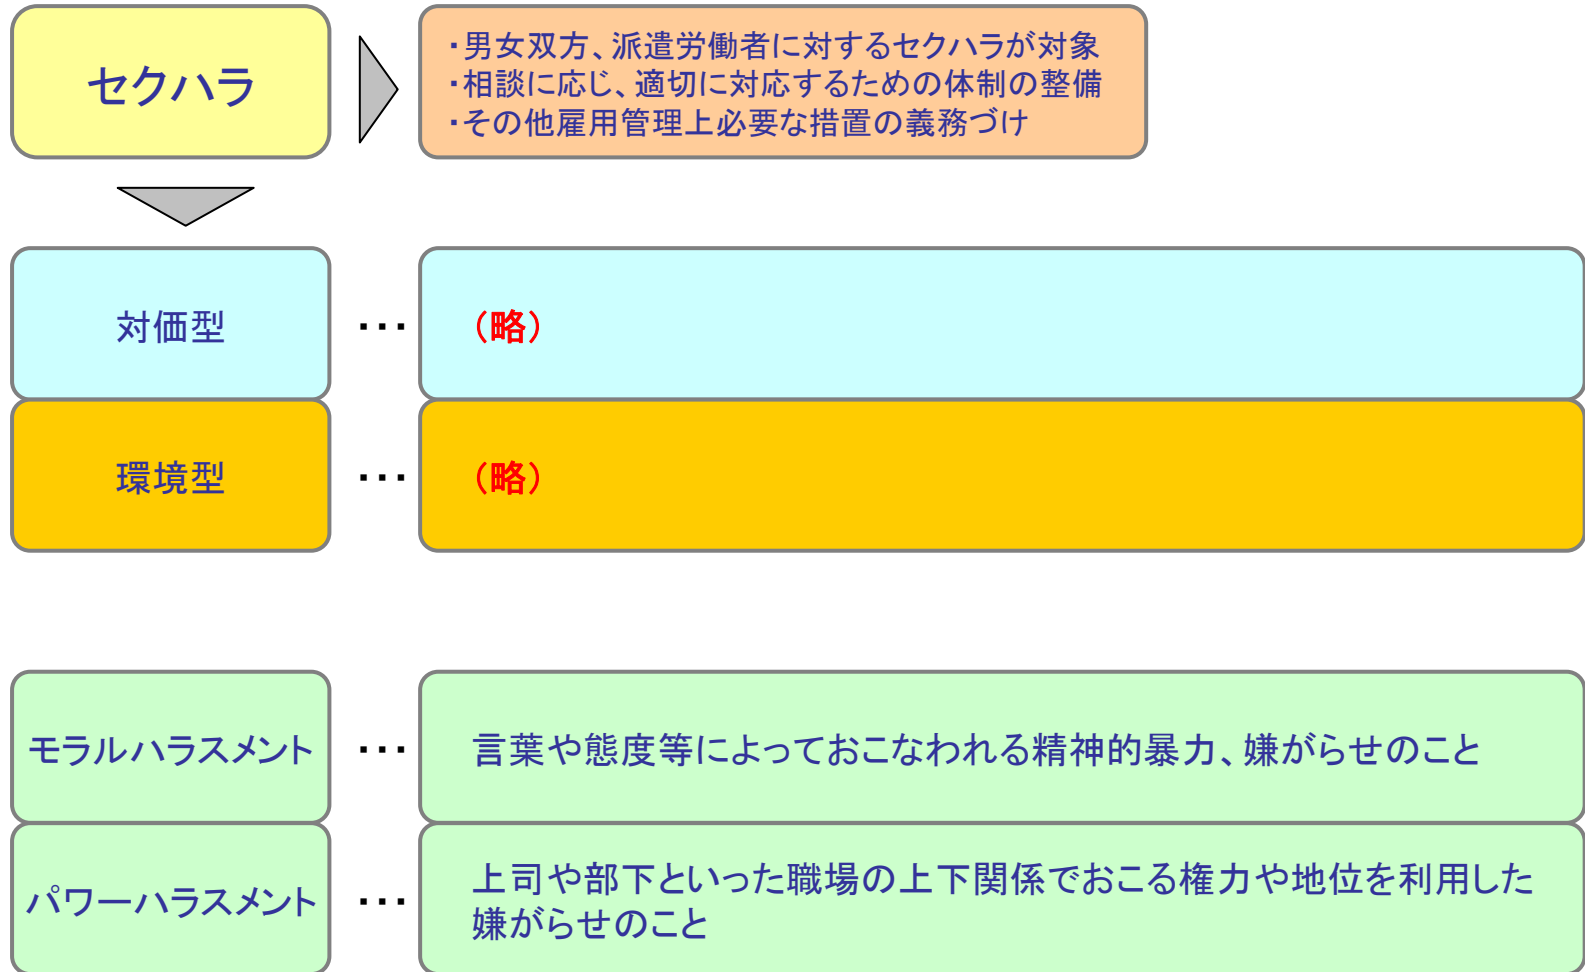 セクハラ
・男女双方、派遣労働者に対するセクハラが対象
・相談に応じ、適切に対応するための体制の整備
・その他雇用管理上必要な措置の義務づけ
対価型 ・・・ （略）
環境型 ・・・ （略）
モラルハラスメント ・・・ 言葉や態度等によっておこなわれる精神的暴力、嫌がらせのこと
パワーハラスメント ・・・ 上司や部下といった職場の上下関係でおこる権力や地位を利用した
嫌がらせのこと